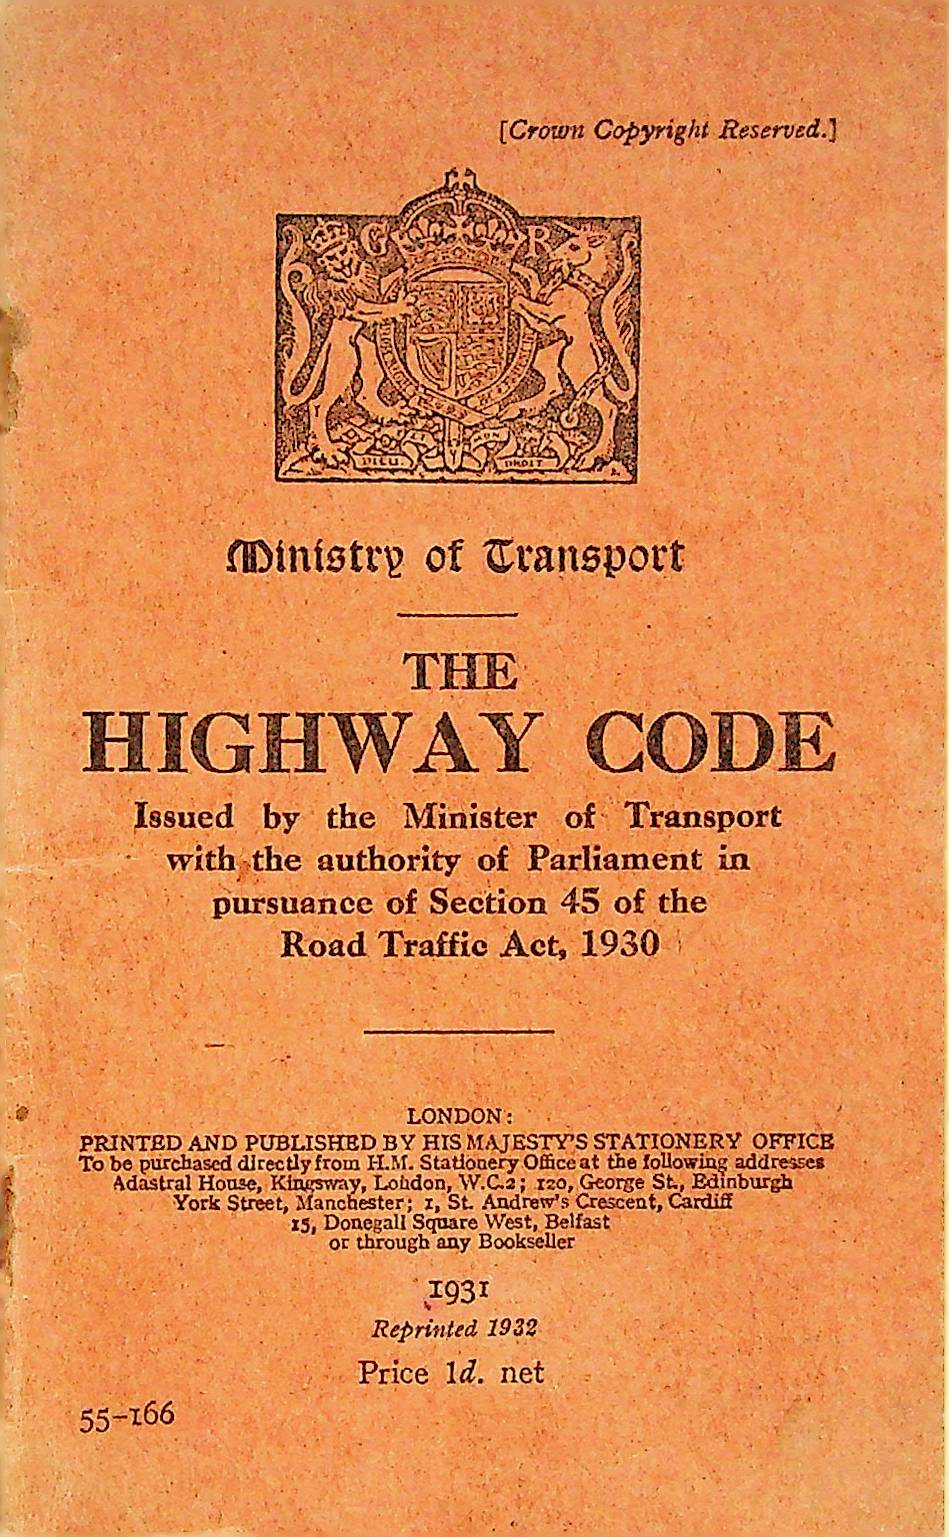 [Crown Copyright Reserved.]
G R
DIEU ET MON DROIT
Ministry of Transport
THE
HIGHWAY CODE
Issued by the Minister of Transport
with the authority of Parliament in
pursuance of Section 45 of the
Road Traffic Act, 1930
LONDON:
PRINTED AND PUBLISHED BY HIS MAJESTY'S STATIONERY OFFICE
To be purchased directly from H.M. Stationery Office at the following addresses
Adastral House, Kingsway, London, W.C.2; 120, George St., Edinburgh
York Street, Manchester; 1, St. Andrew's Crescent, Cardiff
15, Donegall Square West, Belfast
or through any Bookseller
1931
Reprinted 1932
Price 1d. net
55-166